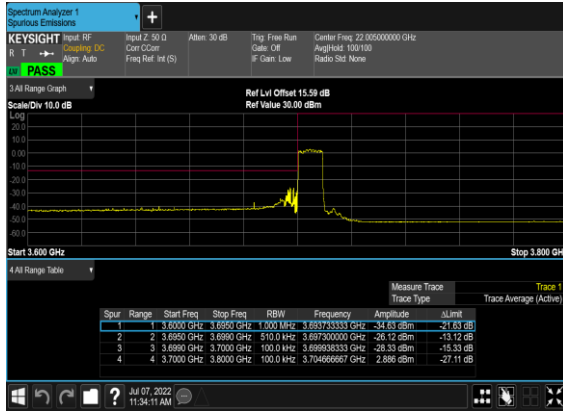 Spectrum Analyzer 1
Spurious Emissions
+
KEYSIGHT Input: RF Input Z: 50 Ω Atten: 30 dB Trig: Free Run Center Freq: 22.005000000 GHz
R T Coupling: DC Corr CCorr Gate: Off Avg|Hold: 100/100
Align: Auto Freq Ref: Int (S) IF Gain: Low Radio Std: None
PASS
3 All Range Graph Ref Lvl Offset 15.59 dB
Scale/Div 10.0 dB Ref Value 30.00 dBm
Log
20.0
10.0
0.00
-10.0
-20.0
-30.0
-40.0
-50.0
-60.0
Start 3.600 GHz Stop 3.800 GH
4 All Range Table
Measure Trace Trace 1
Trace Type Trace Average (Active)
Spur Range Start Freq Stop Freq RBW Frequency Amplitude ΔLimit
1 1 3.6000 GHz 3.6950 GHz 1.000 MHz 3.693733333 GHz -34.63 dBm -21.63 dB
2 2 3.6950 GHz 3.6990 GHz 510.0 kHz 3.697300000 GHz -26.12 dBm -13.12 dB
3 3 3.6990 GHz 3.7000 GHz 100.0 kHz 3.699938333 GHz -28.33 dBm -15.33 dB
4 4 3.7000 GHz 3.8000 GHz 100.0 kHz 3.704666667 GHz 2.886 dBm -27.11 dB
? Jul 07, 2022
11:34:11 AM